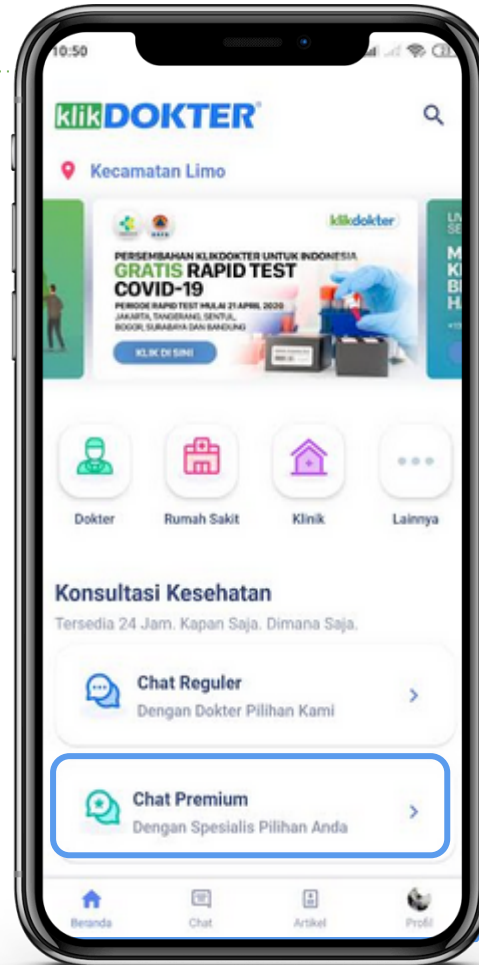 10:50
klikDOKTER
Kecamatan Limo
klikdokter
PERSEMBAHAN KLIKDOKTER UNTUK INDONESIA
GRATIS RAPID TEST
COVID-19
PERIODE RAPID TEST MULAI 21 APRIL 2020
JAKARTA, TANGERANG, SENTUL,
BOGOR, SURABAYA DAN BANDUNG
KLIK DI SINI
Dokter
Rumah Sakit
Klinik
Lainnya
Konsultasi Kesehatan
Tersedia 24 Jam. Kapan Saja. Dimana Saja.
Chat Reguler
Dengan Dokter Pilihan Kami
Chat Premium
Dengan Spesialis Pilihan Anda
Beranda
Chat
Artikel
Profil